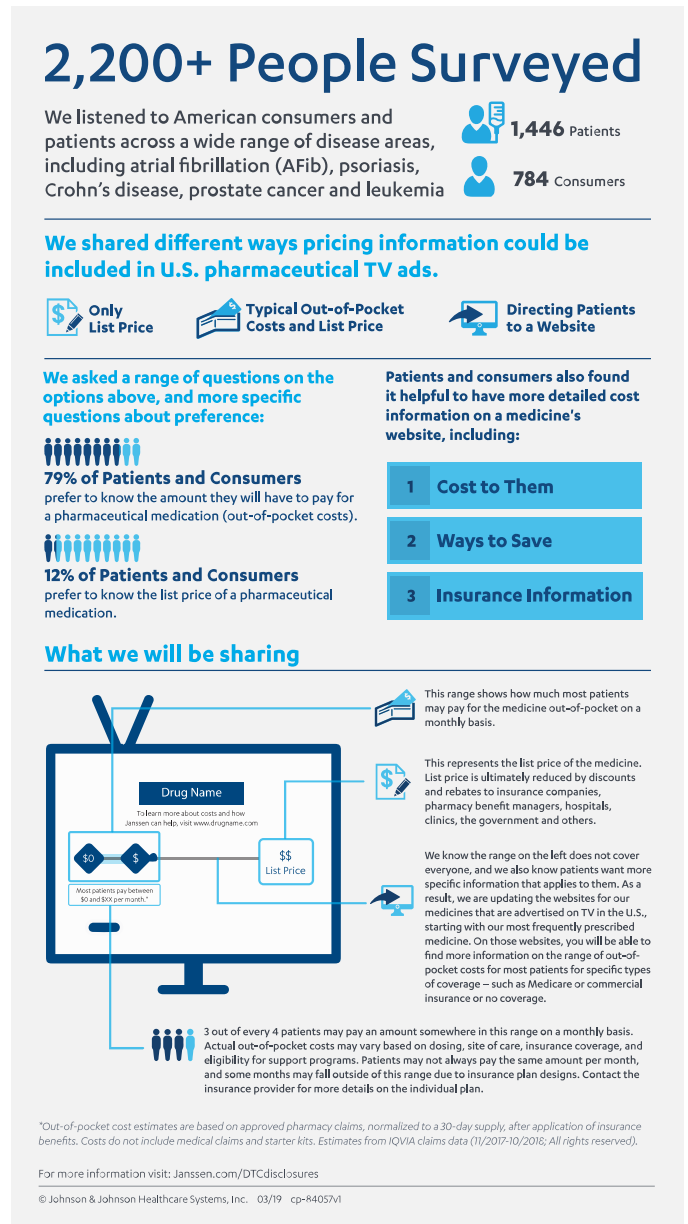 2,200+ People Surveyed
We listened to American consumers and
patients across a wide range of disease areas,
including atrial fibrillation (AFib), psoriasis,
Crohn's disease, prostate cancer and leukemia
1,446 Patients
784 Consumers
We shared different ways pricing information could be
included in U.S. pharmaceutical TV ads.
$
Only
List Price
$
Typical Out-of-Pocket
Costs and List Price
Directing Patients
to a Website
We asked a range of questions on the
options above, and more specific
questions about preference:
79% of Patients and Consumers
prefer to know the amount they will have to pay for
a pharmaceutical medication (out-of-pocket costs).
12% of Patients and Consumers
prefer to know the list price of a pharmaceutical
medication.
Patients and consumers also found
it helpful to have more detailed cost
information on a medicine's
website, including:
1 Cost to Them
2 Ways to Save
3 Insurance Information
What we will be sharing
Drug Name
To learn more about costs and how
Janssen can help, visit www.drugname.com
$0
$
$$
List Price
Most patients pay between
$0 and $XX per month.*
$
This range shows how much most patients
may pay for the medicine out-of-pocket on a
monthly basis.
$
This represents the list price of the medicine.
List price is ultimately reduced by discounts
and rebates to insurance companies,
pharmacy benefit managers, hospitals,
clinics, the government and others.
We know the range on the left does not cover
everyone, and we also know patients want more
specific information that applies to them. As a
result, we are updating the websites for our
medicines that are advertised on TV in the U.S.,
starting with our most frequently prescribed
medicine. On those websites, you will be able to
find more information on the range of out-of-
pocket costs for most patients for specific types
of coverage – such as Medicare or commercial
insurance or no coverage.
3 out of every 4 patients may pay an amount somewhere in this range on a monthly basis.
Actual out-of-pocket costs may vary based on dosing, site of care, insurance coverage, and
eligibility for support programs. Patients may not always pay the same amount per month,
and some months may fall outside of this range due to insurance plan designs. Contact the
insurance provider for more details on the individual plan.
*Out-of-pocket cost estimates are based on approved pharmacy claims, normalized to a 30-day supply, after application of insurance
benefits. Costs do not include medical claims and starter kits. Estimates from IQVIA claims data (11/2017-10/2018; All rights reserved).
For more information visit: Janssen.com/DTCdisclosures
© Johnson & Johnson Healthcare Systems, Inc. 03/19 cp-84057v1